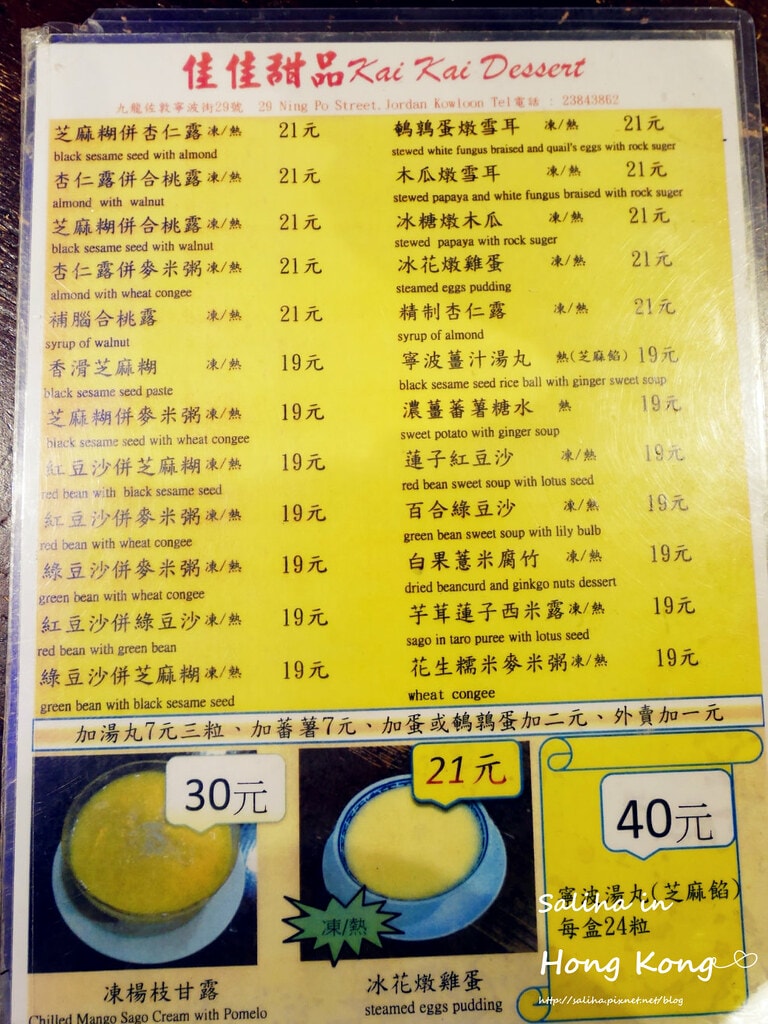 佳佳甜品 Kai Kai Dessert
九龍佐敦寧波街29號 29 Ning Po Street, Jordan Kowloon Tel電話 : 23843862
芝麻糊併杏仁露 凍/熱 21元
black sesame seed with almond
杏仁露併合桃露 凍/熱 21元
almond with walnut
芝麻糊併合桃露 凍/熱 21元
black sesame seed with walnut
杏仁露併麥米粥 凍/熱 21元
almond with wheat congee
補腦合桃露 凍/熱 21元
syrup of walnut
香滑芝麻糊 凍/熱 19元
black sesame seed paste
芝麻糊併麥米粥 凍/熱 19元
black sesame seed with wheat congee
紅豆沙併芝麻糊 凍/熱 19元
red bean with black sesame seed
紅豆沙併麥米粥 凍/熱 19元
red bean with wheat congee
綠豆沙併麥米粥 凍/熱 19元
green bean with wheat congee
紅豆沙併綠豆沙 凍/熱 19元
red bean with green bean
綠豆沙併芝麻糊 凍/熱 19元
green bean with black sesame seed
鵪鶉蛋燉雪耳 凍/熱 21元
stewed white fungus braised and quail's eggs with rock suger
木瓜燉雪耳 凍/熱 21元
stewed papaya and white fungus braised with rock suger
冰糖燉木瓜 凍/熱 21元
stewed papaya with rock suger
冰花燉雞蛋 凍/熱 21元
steamed eggs pudding
精制杏仁露 凍/熱 21元
syrup of almond
寧波薑汁湯丸 熱(芝麻餡) 19元
black sesame seed rice ball with ginger sweet soup
濃薑蕃薯糖水 熱 19元
sweet potato with ginger soup
蓮子紅豆沙 凍/熱 19元
red bean sweet soup with lotus seed
百合綠豆沙 凍/熱 19元
green bean sweet soup with lily bulb
白果薏米腐竹 凍/熱 19元
dried beancurd and ginkgo nuts dessert
芋茸蓮子西米露 凍/熱 19元
sago in taro puree with lotus seed
花生糯米麥米粥 凍/熱 19元
wheat congee
加湯丸7元三粒、加蕃薯7元、加蛋或鵪鶉蛋加二元、外賣加一元
30元
凍楊枝甘露
Chilled Mango Sago Cream with Pomelo
21元
凍/熱
冰花燉雞蛋
steamed eggs pudding
40元
寧波湯丸(芝麻餡)
每盒24粒
Saliha in
Hong Kong
http://saliha.pixnet.net/blog